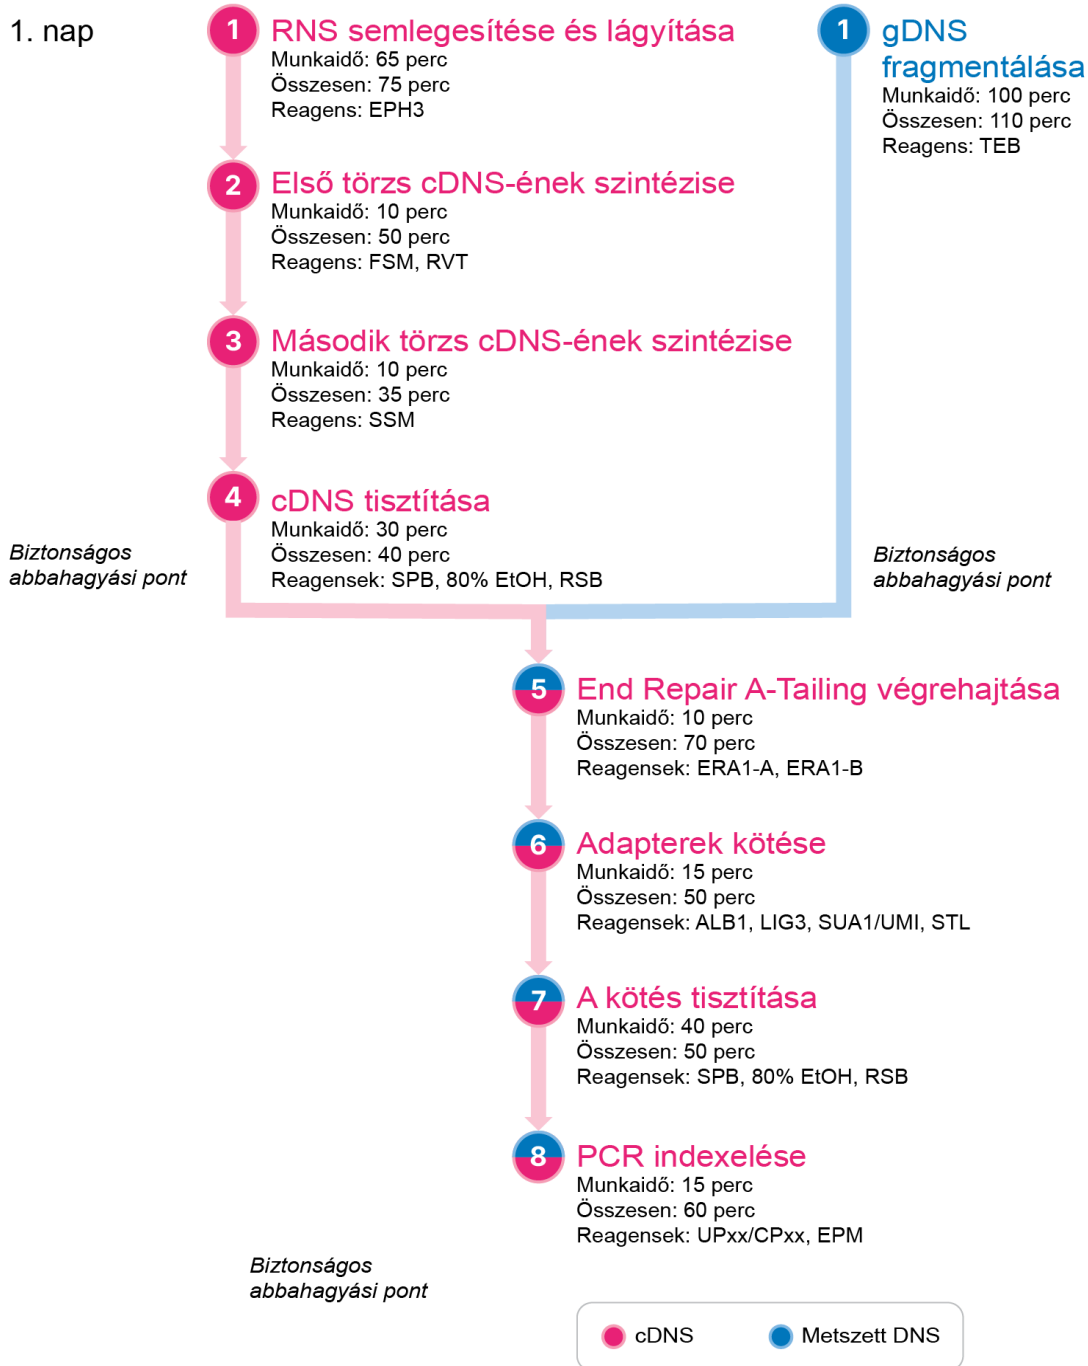 1. nap
1
RNS semlegesítése és lágyítása
Munkaidő: 65 perc
Összesen: 75 perc
Reagens: EPH3
1
gDNS
fragmentálása
Munkaidő: 100 perc
Összesen: 110 perc
Reagens: TEB
2
Első törzs cDNS-ének szintézise
Munkaidő: 10 perc
Összesen: 50 perc
Reagens: FSM, RVT
3
Második törzs cDNS-ének szintézise
Munkaidő: 10 perc
Összesen: 35 perc
Reagens: SSM
4
cDNS tisztítása
Munkaidő: 30 perc
Összesen: 40 perc
Reagensek: SPB, 80% EtOH, RSB
Biztonságos
abbahagyási pont
Biztonságos
abbahagyási pont
5
End Repair A-Tailing végrehajtása
Munkaidő: 10 perc
Összesen: 70 perc
Reagensek: ERA1-A, ERA1-B
6
Adapterek kötése
Munkaidő: 15 perc
Összesen: 50 perc
Reagensek: ALB1, LIG3, SUA1/UMI, STL
7
A kötés tisztítása
Munkaidő: 40 perc
Összesen: 50 perc
Reagensek: SPB, 80% EtOH, RSB
8
PCR indexelése
Munkaidő: 15 perc
Összesen: 60 perc
Reagensek: UPxx/CPxx, EPM
Biztonságos
abbahagyási pont
cDNS
Metszett DNS